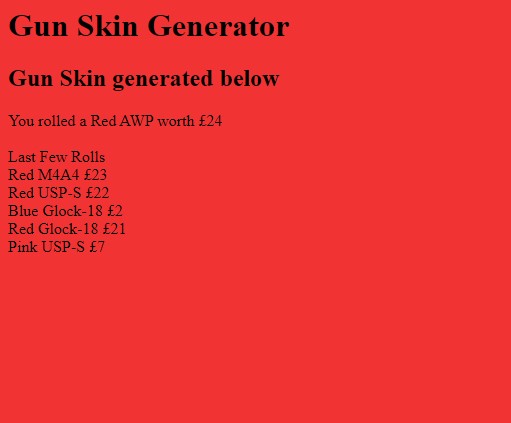 Gun Skin Generator
Gun Skin generated below
You rolled a Red AWP worth £24
Last Few Rolls
Red M4A4 £23
Red USP-S £22
Blue Glock-18 £2
Red Glock-18 £21
Pink USP-S £7